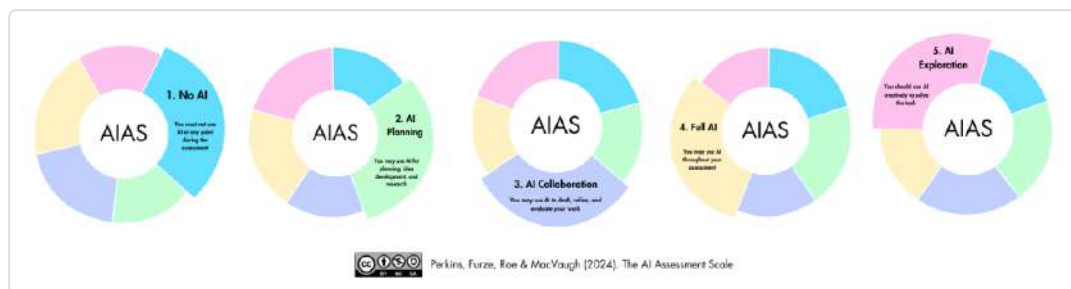 1. No AI
You must not use
AI at any point
during the
assessment
AIAS
2. AI
Planning
You may use AI for
planning, idea
development, and
research
AIAS
AIAS
3. AI Collaboration
You may use AI to draft, refine, and
evaluate your work
4. Full AI
You may use AI
throughout your
assessment
AIAS
5. AI
Exploration
You should use AI
creatively to solve
the task
AIAS
cc
BY NC SA
Perkins, Furze, Roe & MacVaugh (2024). The AI Assessment Scale